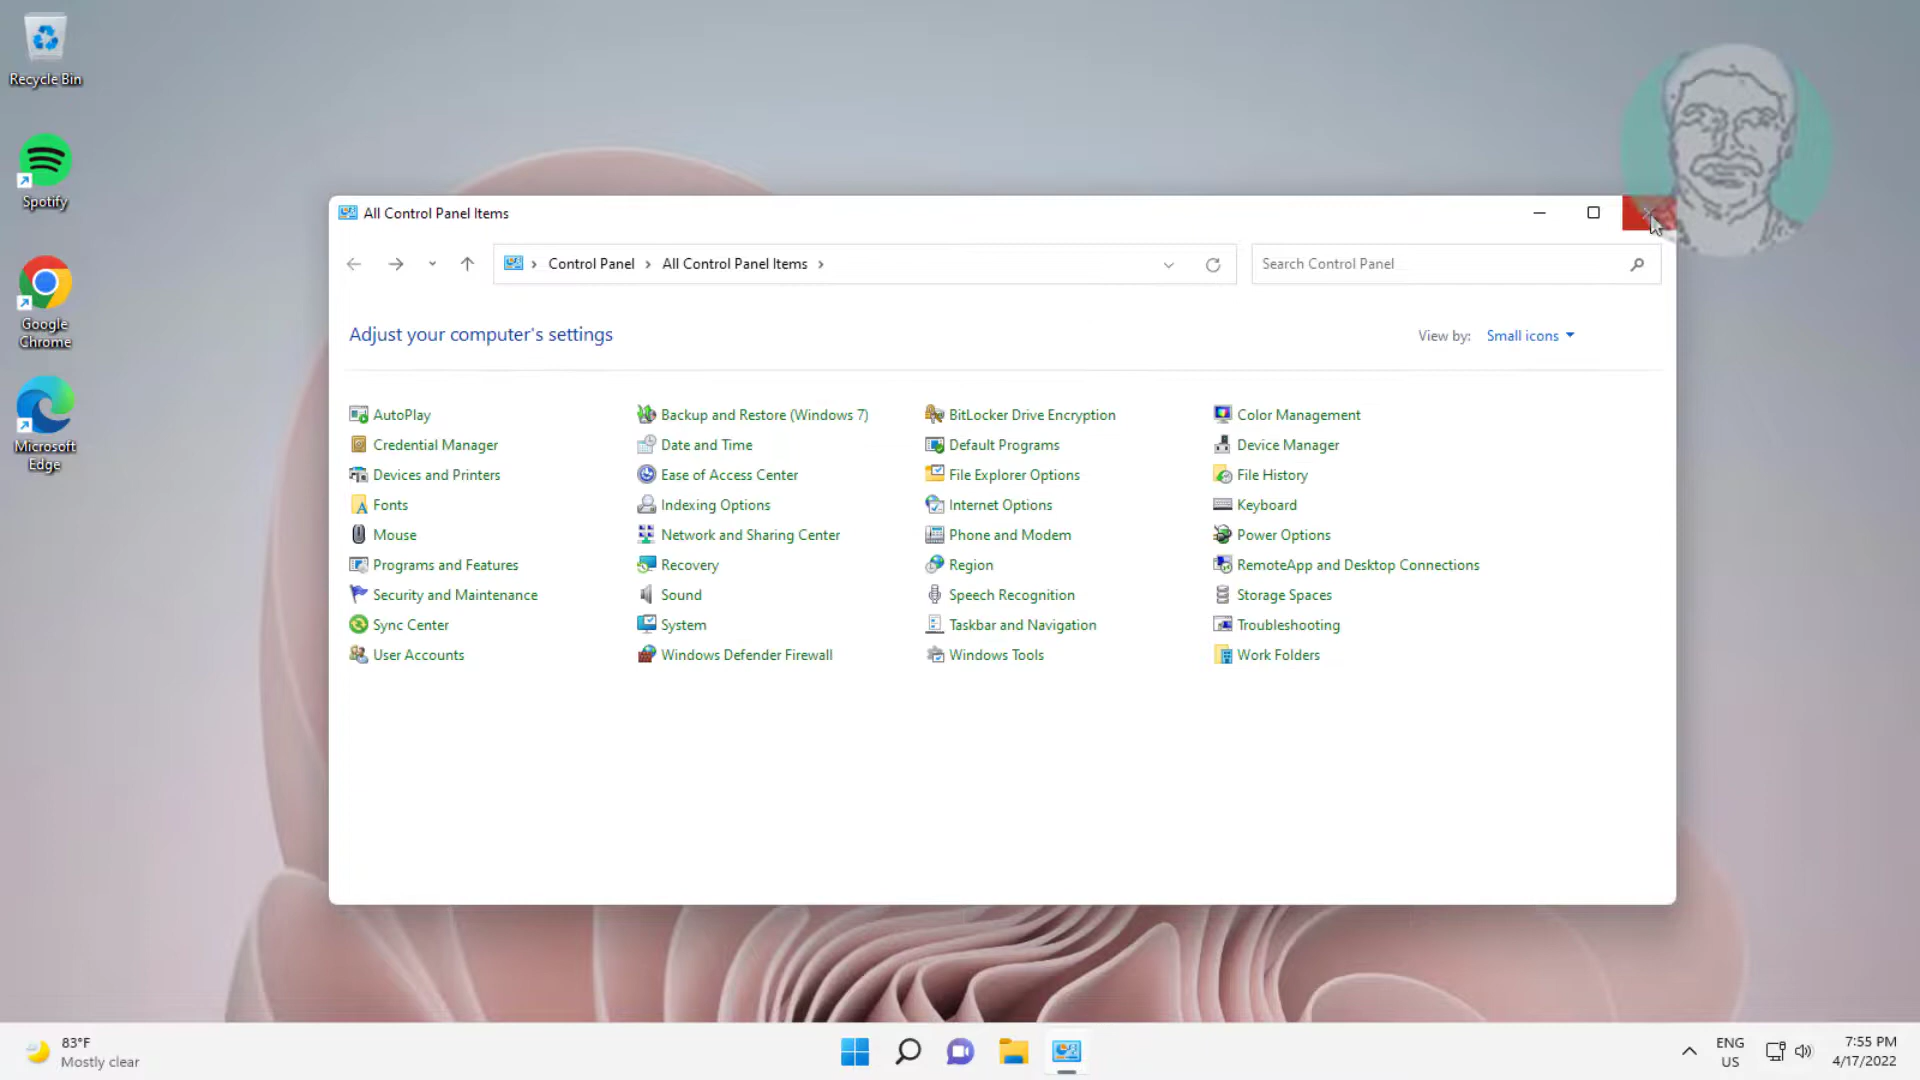 Recycle Bin
Spotify
Google
Chrome
Microsoft
Edge
All Control Panel Items
Control Panel > All Control Panel Items >
Search Control Panel
Adjust your computer's settings
View by: Small icons
AutoPlay
Backup and Restore (Windows 7)
BitLocker Drive Encryption
Color Management
Credential Manager
Date and Time
Default Programs
Device Manager
Devices and Printers
Ease of Access Center
File Explorer Options
File History
Fonts
Indexing Options
Internet Options
Keyboard
Mouse
Network and Sharing Center
Phone and Modem
Power Options
Programs and Features
Recovery
Region
RemoteApp and Desktop Connections
Security and Maintenance
Sound
Speech Recognition
Storage Spaces
Sync Center
System
Taskbar and Navigation
Troubleshooting
User Accounts
Windows Defender Firewall
Windows Tools
Work Folders
83°F
Mostly clear
ENG
US
7:55 PM
4/17/2022